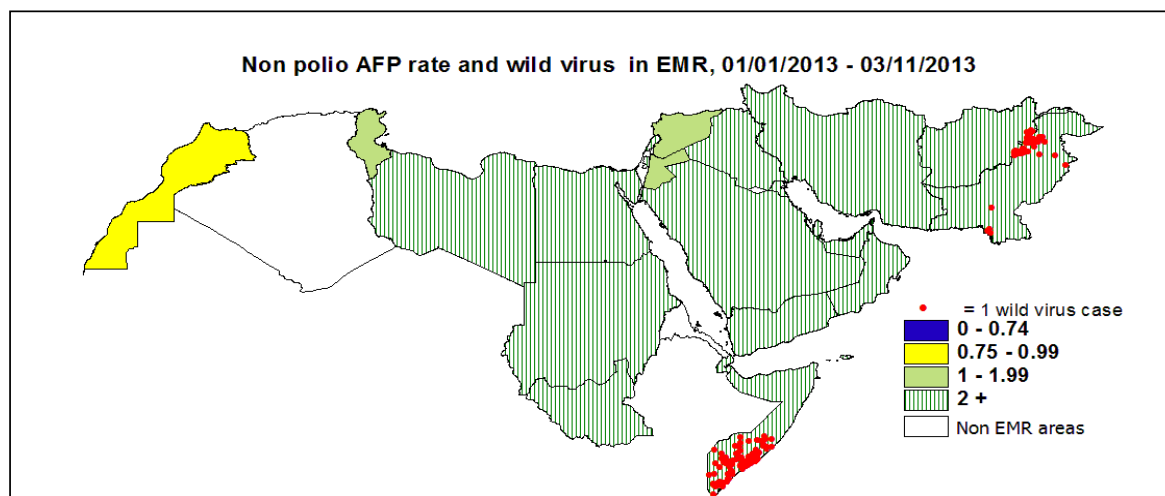 Non polio AFP rate and wild virus in EMR, 01/01/2013 - 03/11/2013
= 1 wild virus case
0 - 0.74
0.75 - 0.99
1 - 1.99
2 +
Non EMR areas